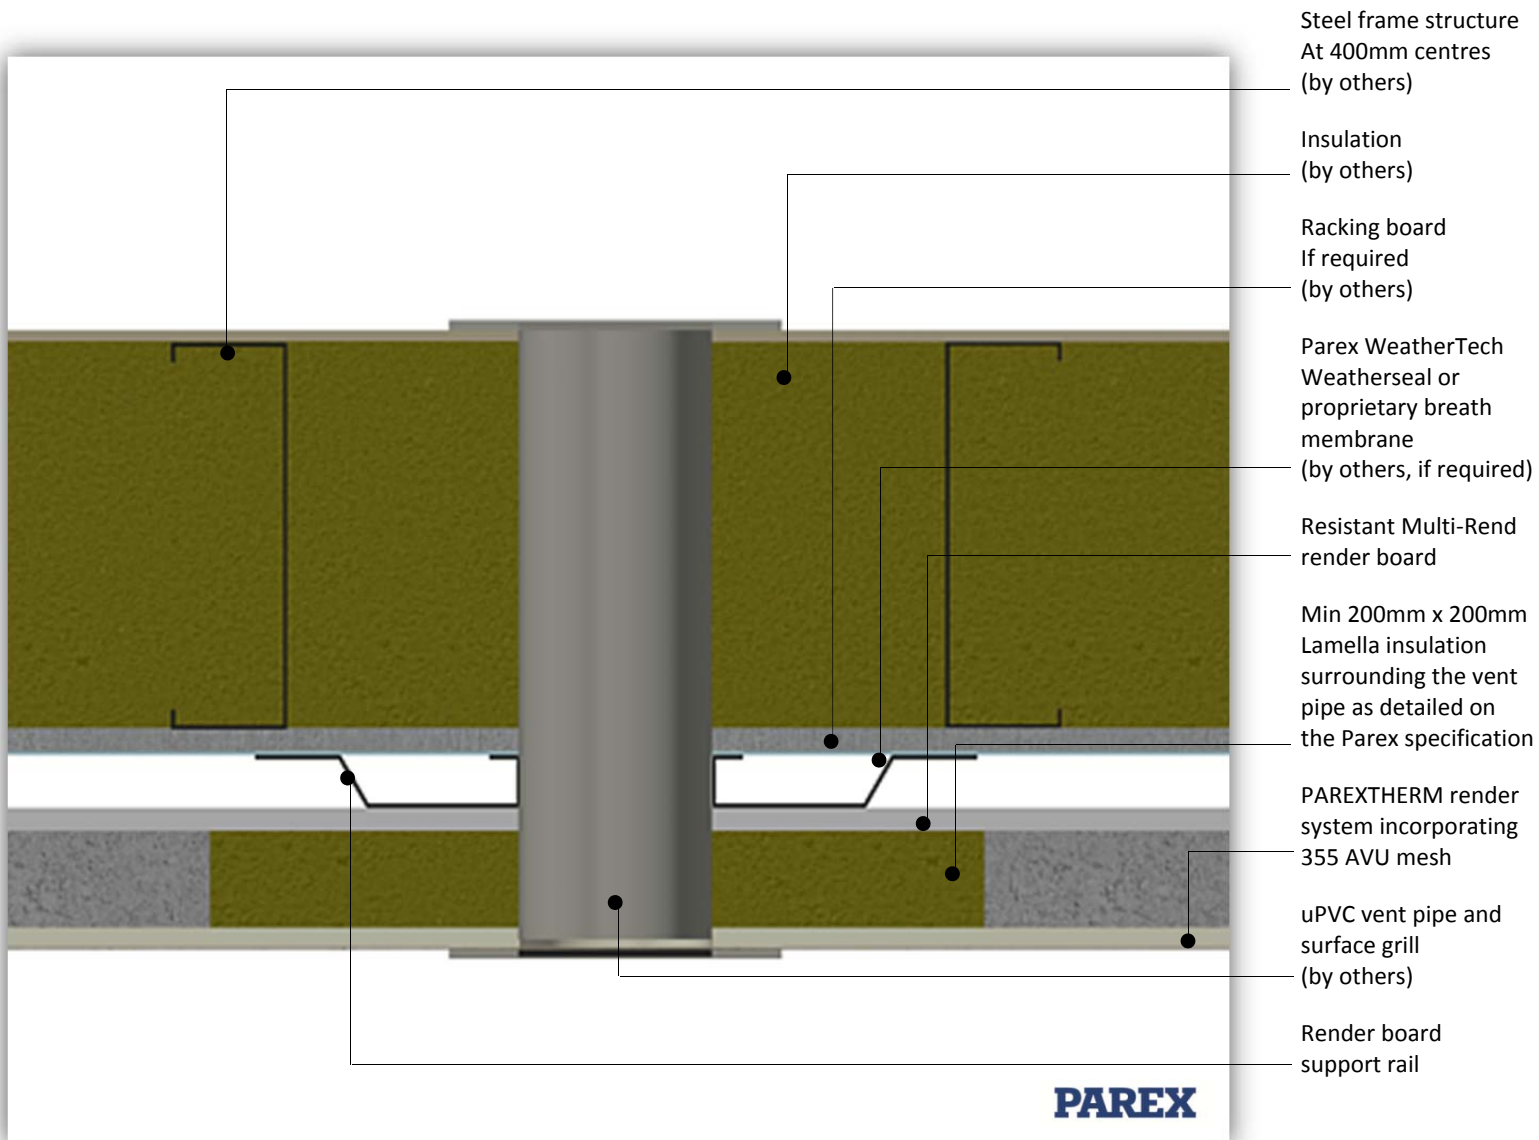 Steel frame structure
At 400mm centres
(by others)
Insulation
(by others)
Racking board
If required
(by others)
Parex WeatherTech
Weatherseal or
proprietary breath
membrane
(by others, if required)
Resistant Multi-Rend
render board
Min 200mm x 200mm
Lamella insulation
surrounding the vent
pipe as detailed on
the Parex specification
PAREXTHERM render
system incorporating
355 AVU mesh
uPVC vent pipe and
surface grill
(by others)
Render board
support rail
PAREX